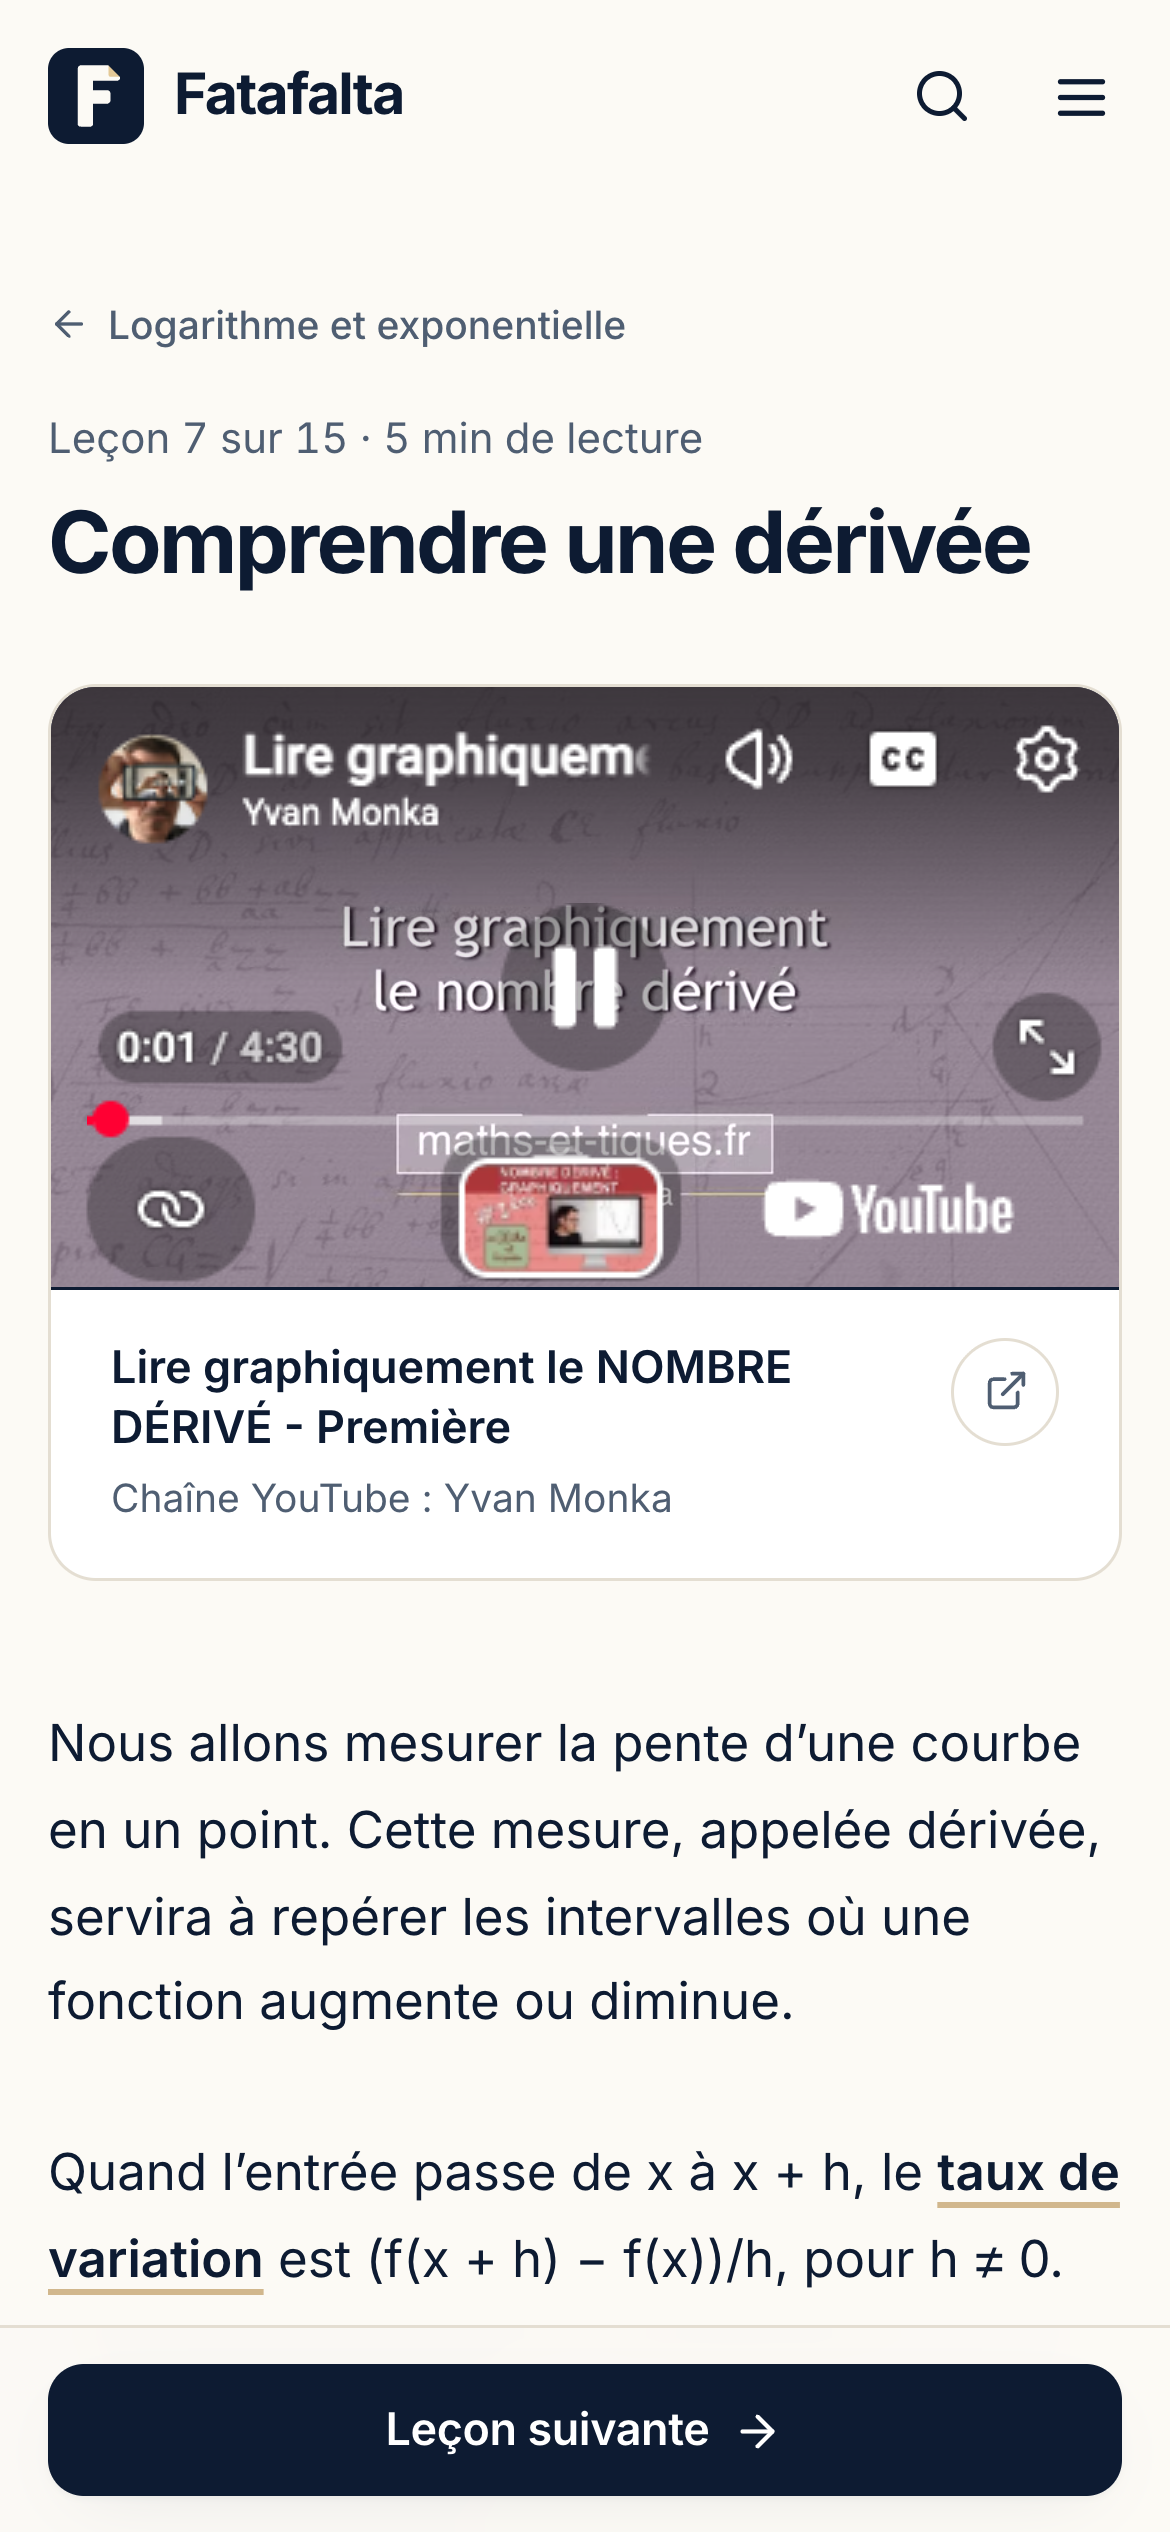 Fatafalta
Logarithme et exponentielle
Leçon 7 sur 15 · 5 min de lecture
Comprendre une dérivée
Lire graphiquem
Yvan Monka
CC
Lire graphiquement
le nombre dérivé
0:01 / 4:30
maths-et-tiques.fr
NOMBRE DÉRIVÉ :
GRAPHIQUEMENT
YouTube
Lire graphiquement le NOMBRE
DÉRIVÉ - Première
Chaîne YouTube : Yvan Monka
Nous allons mesurer la pente d’une courbe
en un point. Cette mesure, appelée dérivée,
servira à repérer les intervalles où une
fonction augmente ou diminue.
Quand l’entrée passe de x à x + h, le taux de
variation est (f(x + h) − f(x))/h, pour h ≠ 0.
Leçon suivante